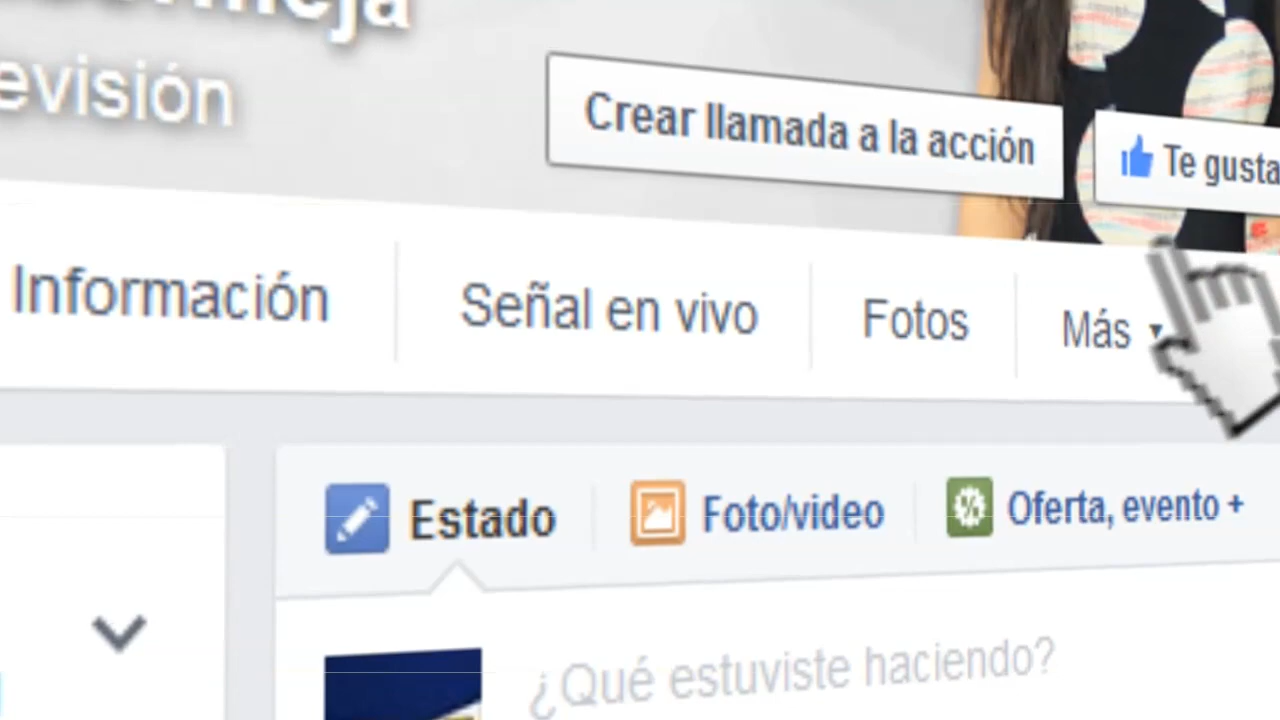 evisión
Crear llamada a la acción
Te gusta
Información
Señal en vivo
Fotos
Más
Estado
Foto/video
Oferta, evento +
¿Qué estuviste haciendo?